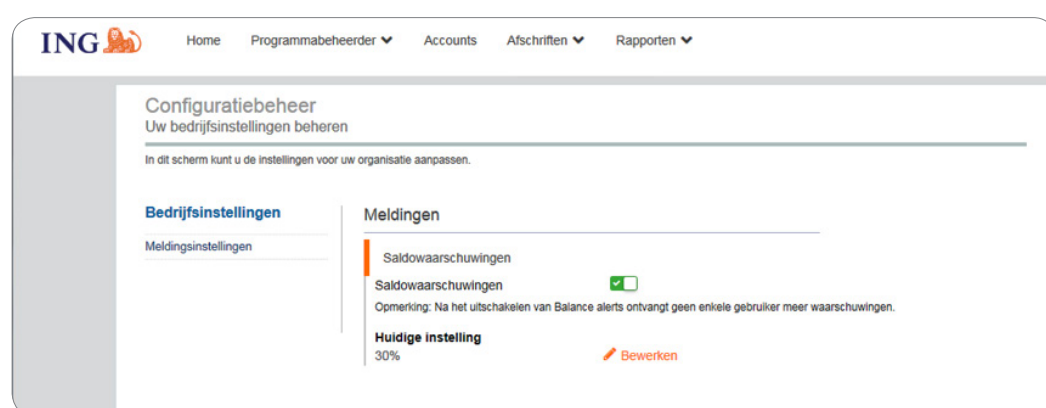 ING
Home Programmabeheerder Accounts Afschriften Rapporten
Configuratiebeheer
Uw bedrijfsinstellingen beheren
In dit scherm kunt u de instellingen voor uw organisatie aanpassen.
Bedrijfsinstellingen
Meldingsinstellingen
Meldingen
Saldowaarschuwingen
Saldowaarschuwingen
Opmerking: Na het uitschakelen van Balance alerts ontvangt geen enkele gebruiker meer waarschuwingen.
Huidige instelling
30% Bewerken